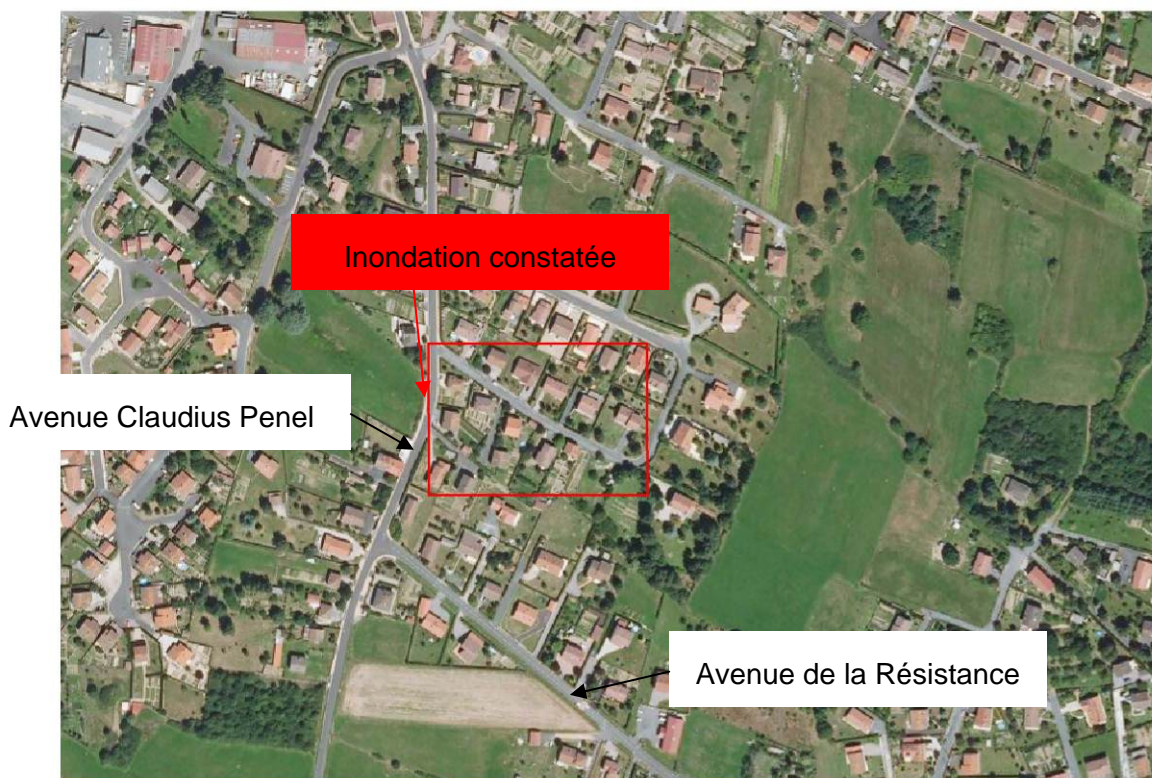 Inondation constatée
Avenue Claudius Penel
Avenue de la Résistance